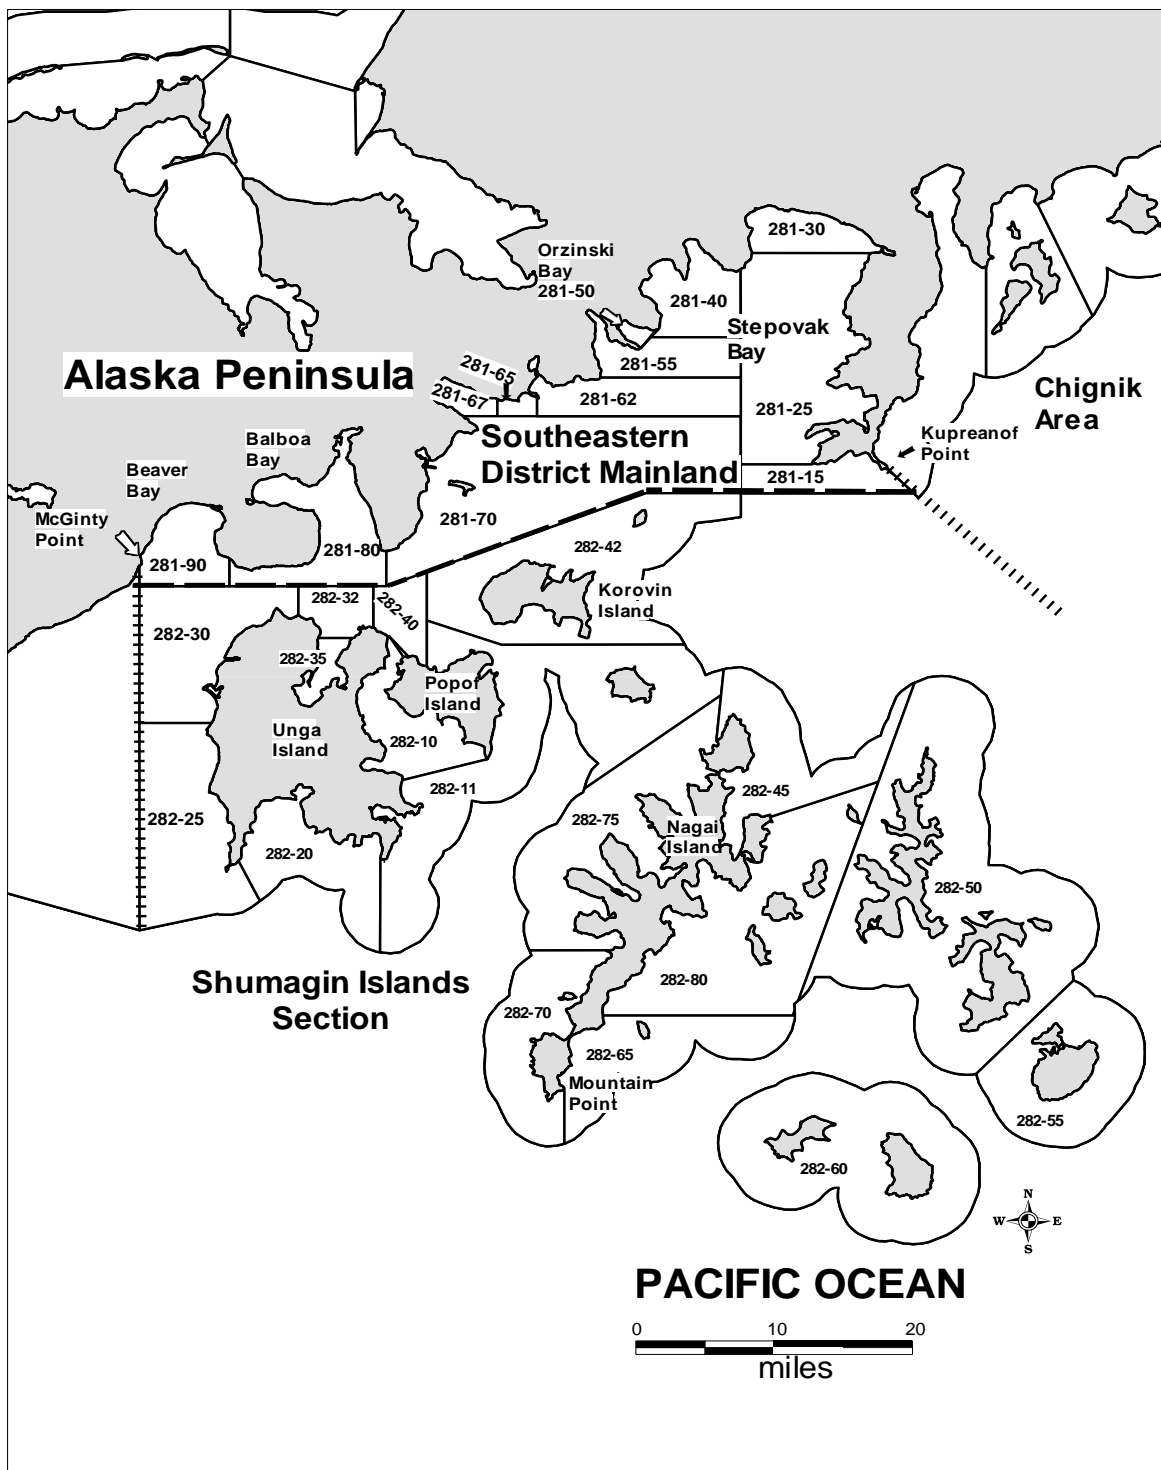 281-30
Orzinski
Bay
281-50
281-40
Stepovak
Bay
281-55
281-65
281-67
281-62
Alaska Peninsula
281-25
Chignik
Area
Kupreanof
Point
Southeastern
District Mainland
281-15
Balboa
Bay
Beaver
Bay
McGinty
Point
281-70
281-90
281-80
282-42
282-32
282-40
Korovin
Island
282-30
282-35
Popof
Island
Unga
Island
282-10
282-11
282-45
282-25
282-75
Nagai
Island
282-20
282-50
Shumagin Islands
Section
282-80
282-70
282-65
Mountain
Point
282-55
282-60
N
W
E
S
PACIFIC OCEAN
0 10 20
miles